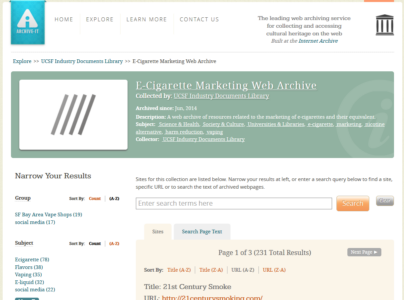 ARCHIVE-IT
HOME EXPLORE LEARN MORE CONTACT US
The leading web archiving service
for collecting and accessing
cultural heritage on the web
Built at the Internet Archive
Explore >> UCSF Industry Documents Library >> E-Cigarette Marketing Web Archive
E-Cigarette Marketing Web Archive
Collected by: UCSF Industry Documents Library
Archived since: Jun, 2014
Description: A web archive of resources related to the marketing of e-cigarettes and their equivalent.
Subject: Science & Health, Society & Culture, Universities & Libraries, e-cigarettes, marketing, nicotine
alternative, harm reduction, vaping
Collector: UCSF Industry Documents Library
Narrow Your Results
Sites for this collection are listed below. Narrow your results at left, or enter a search query below to find a site,
specific URL or to search the text of archived webpages.
Group Sort By: Count | (A-Z)
SF Bay Area Vape Shops (19)
social media (17)
Enter search terms here Search
Sites Search Page Text
Subject Sort By: Count | (A-Z)
Ecigarette (78)
Flavors (38)
Vaping (35)
E-liquid (32)
social media (22)
Page 1 of 3 (231 Total Results) Next Page
Sort By: Title (A-Z) | Title (Z-A) | URL (A-Z) | URL (Z-A)
Title: 21st Century Smoke
URL: http://21centurysmoking.com/